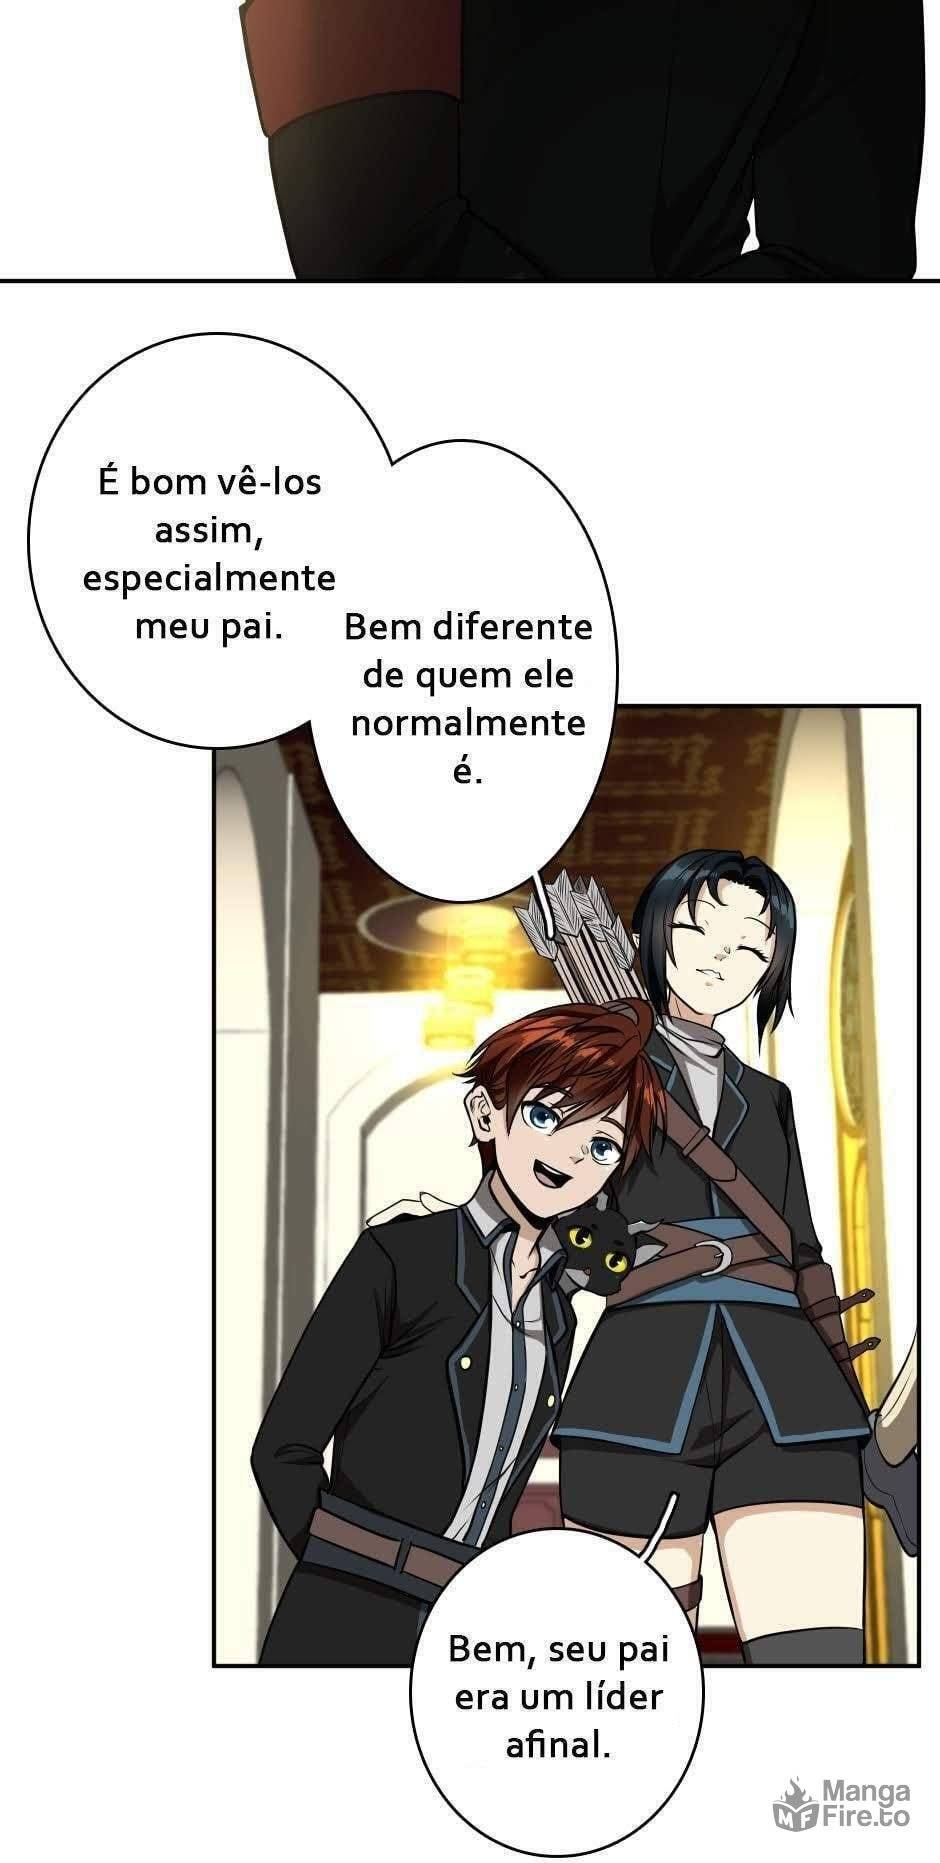 É bom vê-los
assim,
especialmente
meu pai.
Bem diferente
de quem ele
normalmente
é.
Bem, seu pai
era um líder
afinal.
Manga
MF Fire.to